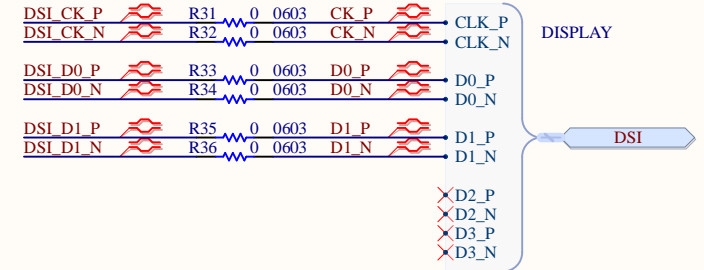 DSI_CK_P R31 0 0603 CK_P CLK_P
DSI_CK_N R32 0 0603 CK_N CLK_N
DISPLAY
DSI_D0_P R33 0 0603 D0_P D0_P
DSI_D0_N R34 0 0603 D0_N D0_N
DSI_D1_P R35 0 0603 D1_P D1_P
DSI
DSI_D1_N R36 0 0603 D1_N D1_N
D2_P
D2_N
D3_P
D3_N